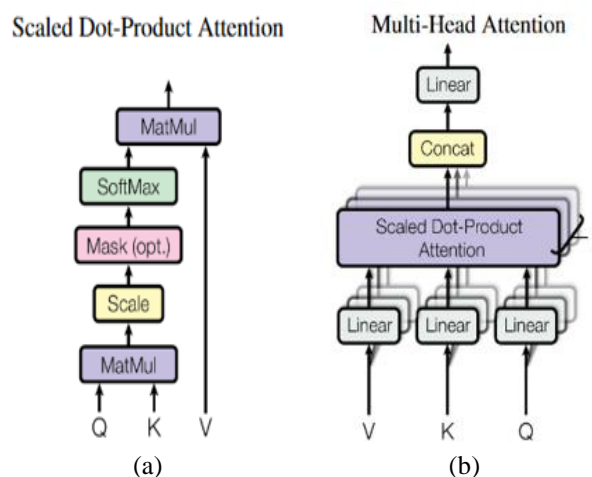 Scaled Dot-Product Attention
MatMul
SoftMax
Mask (opt.)
Scale
MatMul
Q K V
(a)
Multi-Head Attention
Linear
Concat
Scaled Dot-Product
Attention
Linear Linear Linear
V K Q
(b)